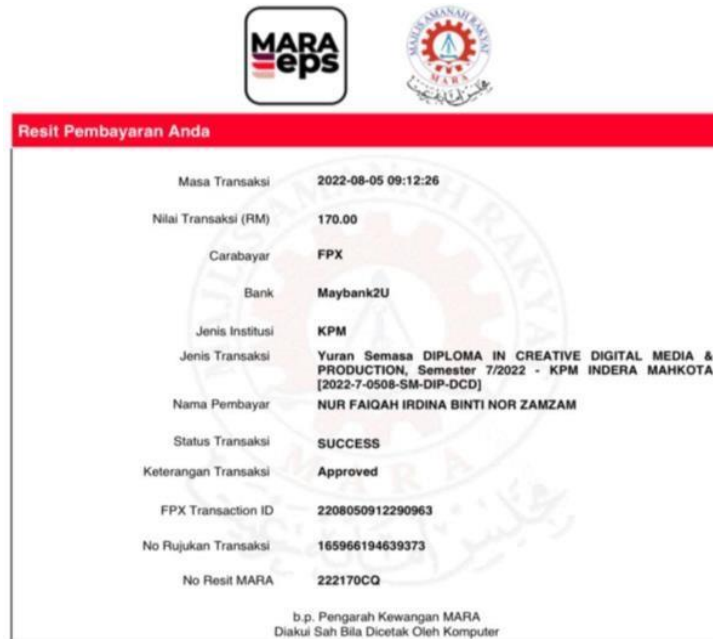 MARA
eps
MAJLIS AMANAH RAKYAT
MARA
Resit Pembayaran Anda
Masa Transaksi 2022-08-05 09:12:26
Nilai Transaksi (RM) 170.00
Carabayar FPX
Bank Maybank2U
Jenis Institusi KPM
Jenis Transaksi Yuran Semasa DIPLOMA IN CREATIVE DIGITAL MEDIA &
PRODUCTION, Semester 7/2022 - KPM INDERA MAHKOTA
[2022-7-0508-SM-DIP-DCD]
Nama Pembayar NUR FAIQAH IRDINA BINTI NOR ZAMZAM
Status Transaksi SUCCESS
Keterangan Transaksi Approved
FPX Transaction ID 2208050912290963
No Rujukan Transaksi 165966194639373
No Resit MARA 222170CQ
b.p. Pengarah Kewangan MARA
Diakui Sah Bila Dicetak Oleh Komputer